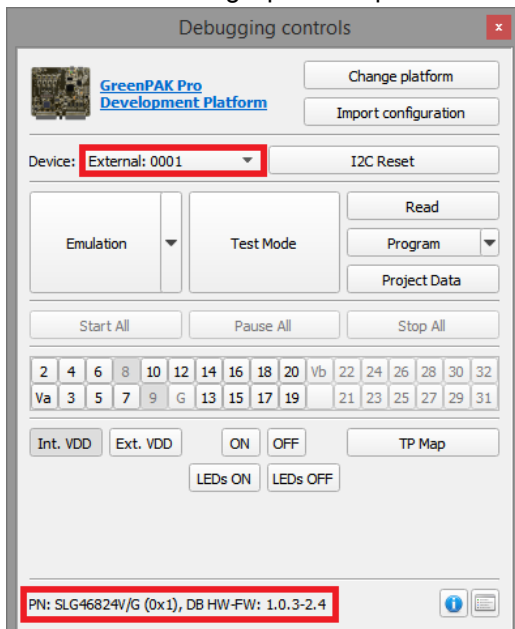 Debugging controls
x
GreenPAK Pro
Development Platform
Change platform
Import configuration
Device: External: 0001
I2C Reset
Emulation
Test Mode
Read
Program
Project Data
Start All
Pause All
Stop All
2 4 6 8 10 12 14 16 18 20 Vb 22 24 26 28 30 32
Va 3 5 7 9 G 13 15 17 19 21 23 25 27 29 31
Int. VDD Ext. VDD ON OFF TP Map
LEDs ON LEDs OFF
PN: SLG46824V/G (0x1), DB HW-FW: 1.0.3-2.4